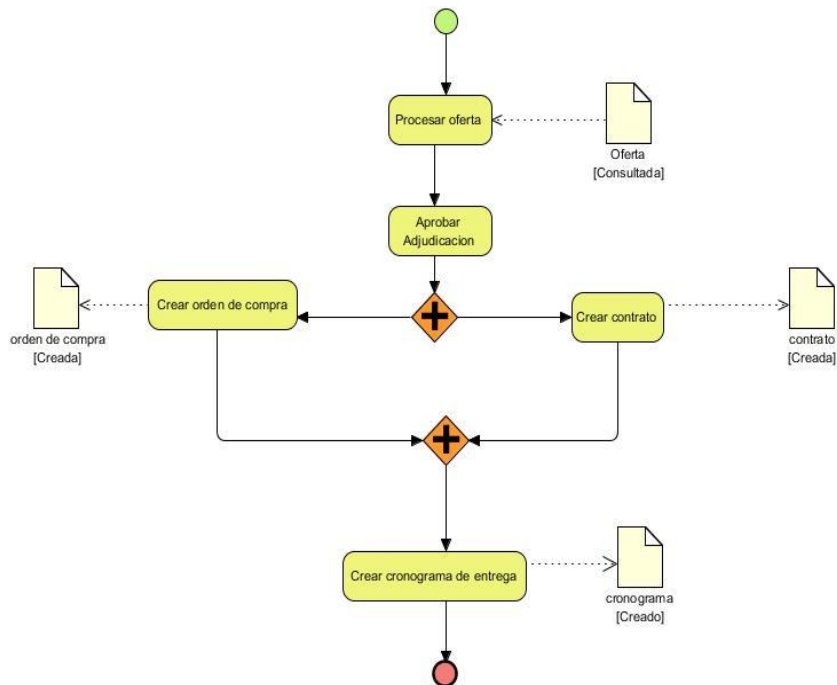 Procesar oferta
Oferta
[Consultada]
Aprobar
Adjudicacion
Crear orden de compra
orden de compra
[Creada]
Crear contrato
contrato
[Creada]
Crear cronograma de entrega
cronograma
[Creado]